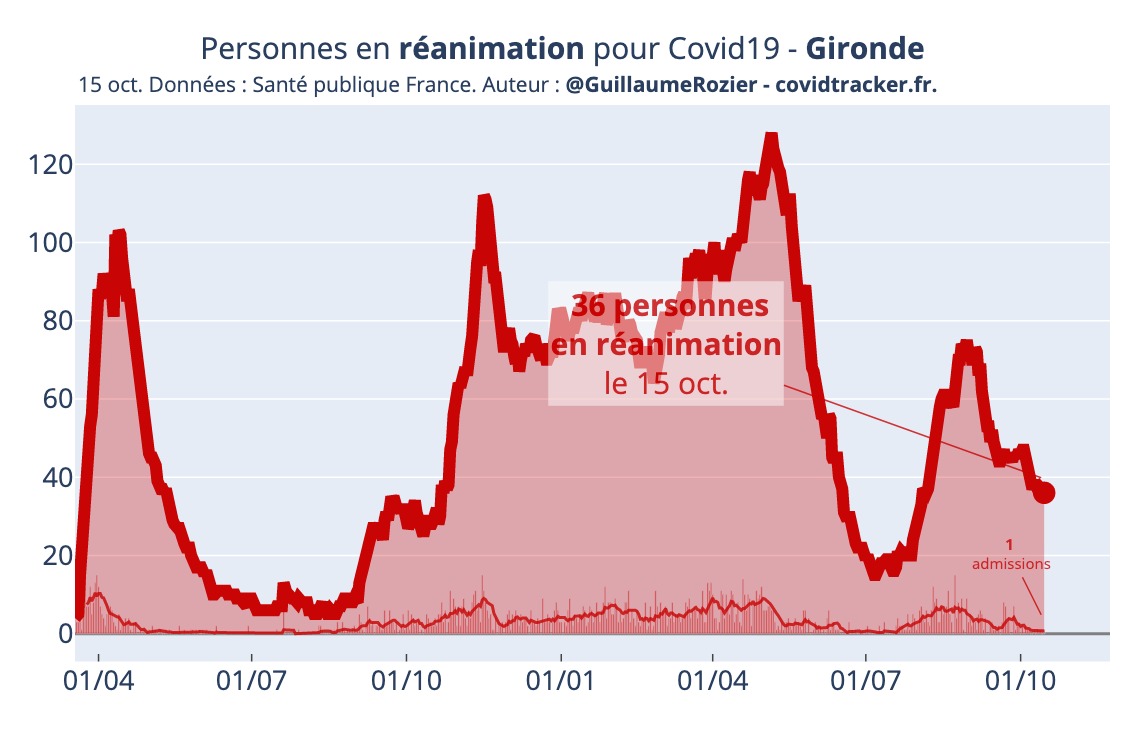 Personnes en réanimation pour Covid19 - Gironde
15 oct. Données : Santé publique France. Auteur : @GuillaumeRozier - covidtracker.fr.
120
100
80
60
40
20
0
36 personnes
en réanimation
le 15 oct.
1
admissions
01/04
01/07
01/10
01/01
01/04
01/07
01/10